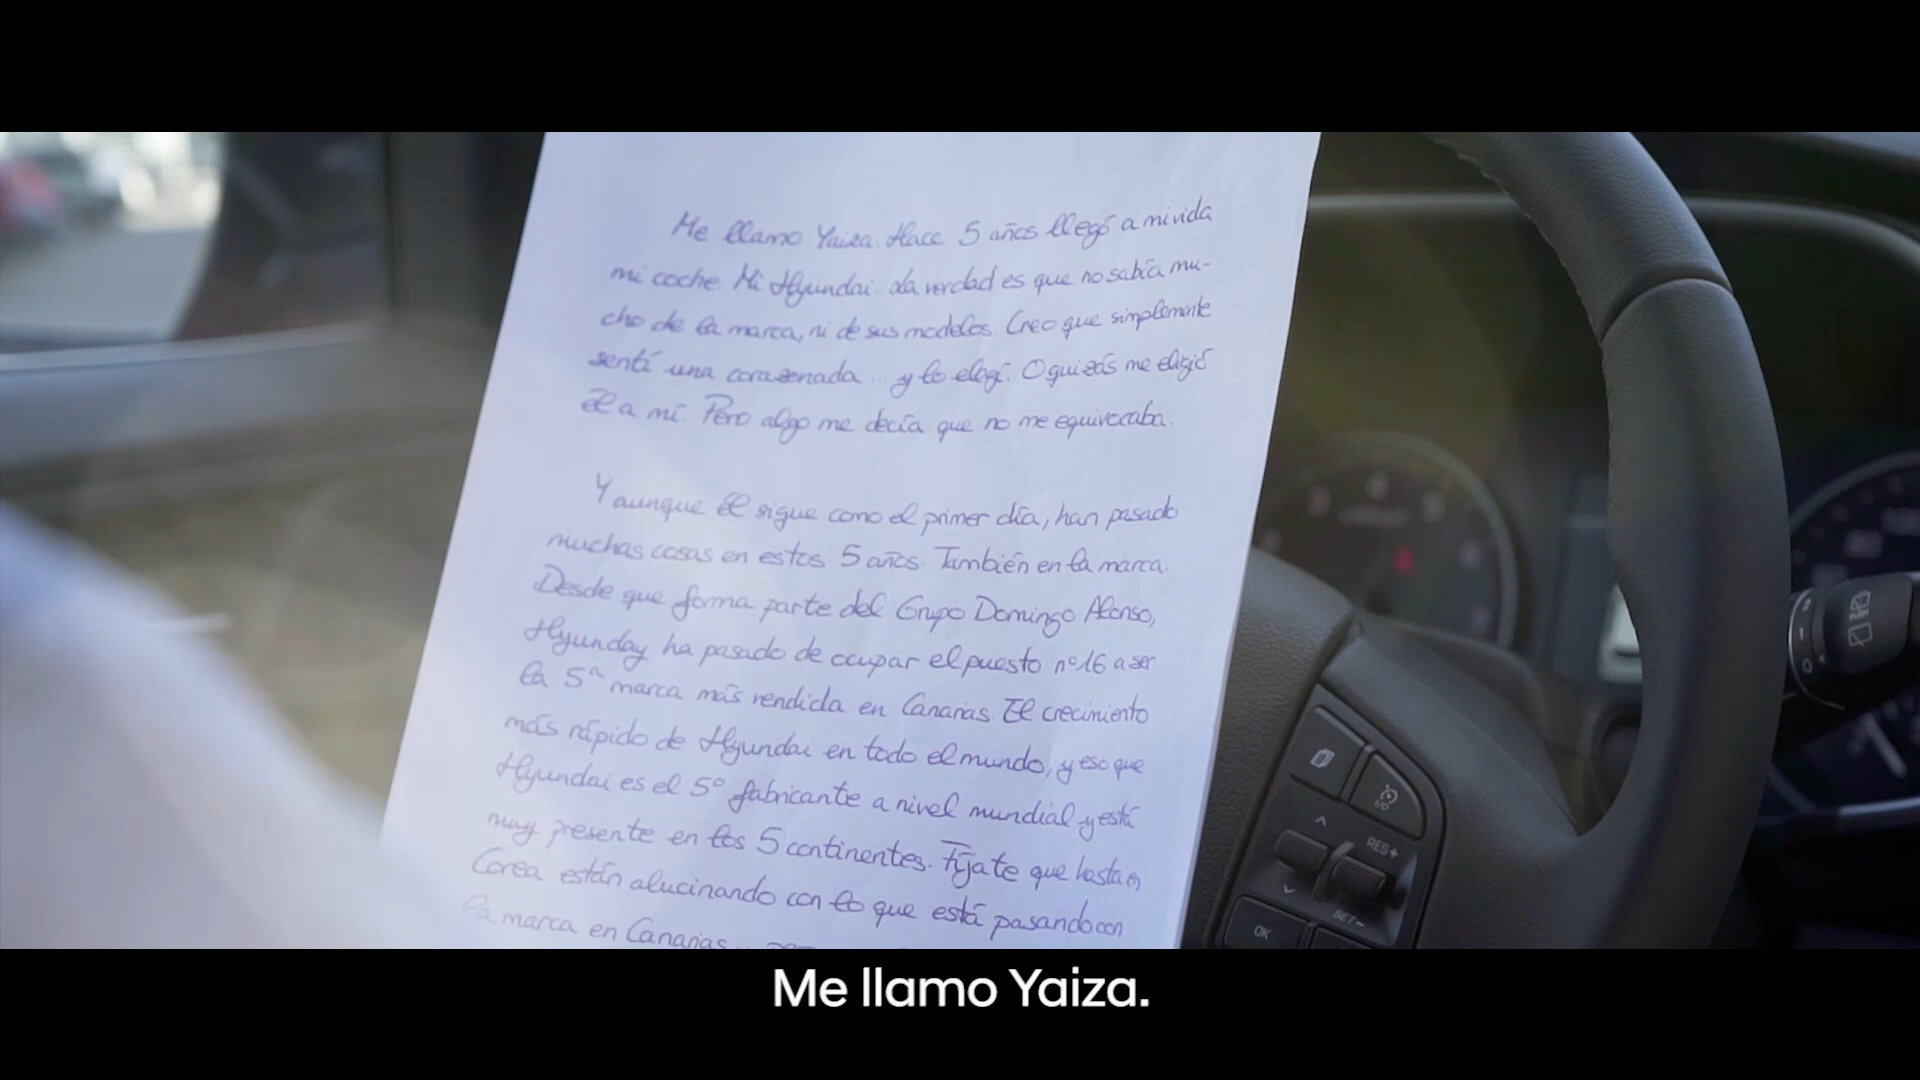 Me llamo Yaiza. Hace 5 años llegó a mi vida
mi coche. Mi Hyundai. La verdad es que no sabía mu-
cho de la marca, ni de sus modelos. Creo que simplemente
sentí una corazonada... y lo elegí. O quizás me eligió
él a mí. Pero algo me decía que no me equivocaba.
Y aunque él sigue como el primer día, han pasado
muchas cosas en estos 5 años. También en la marca.
Desde que forma parte del Grupo Domingo Alonso,
Hyunday ha pasado de ocupar el puesto nº 16 a ser
la 5ª marca más vendida en Canarias. El crecimiento
más rápido de Hyundai en todo el mundo, y eso que
Hyundai es el 5º fabricante a nivel mundial y está
muy presente en los 5 continentes. Fíjate que hasta en
Corea están alucinando con lo que está pasando con
la marca en Canarias
RES+
SET-
OK
Me llamo Yaiza.